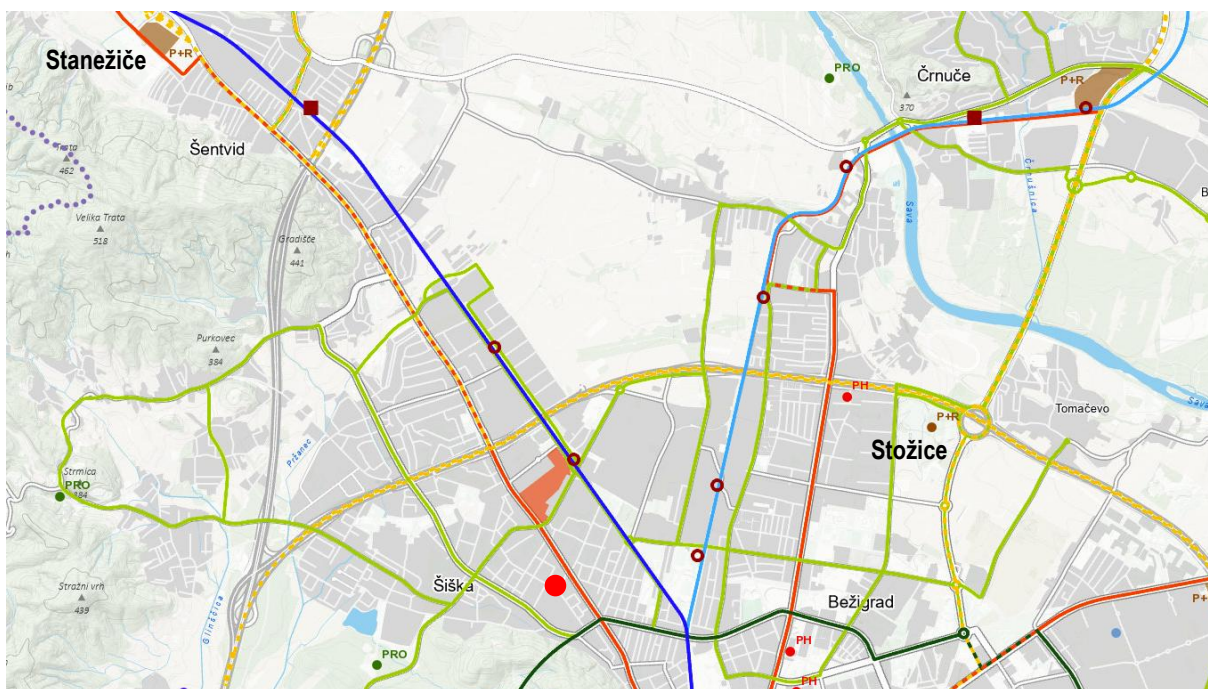 Stanežiče
P+R
PRO
Črnuče
370
P+R
Šentvid
Trata
462
Črnušnica
Sava
Velika Trata
518
Gradišče
441
Purkovec
384
PH
P+R
Tomačevo
Sava
Stožice
Pržanec
Strmica
384
PRO
Šiška
Stražni vrh
439
Bežigrad
Glinščica
PRO
PH
PH